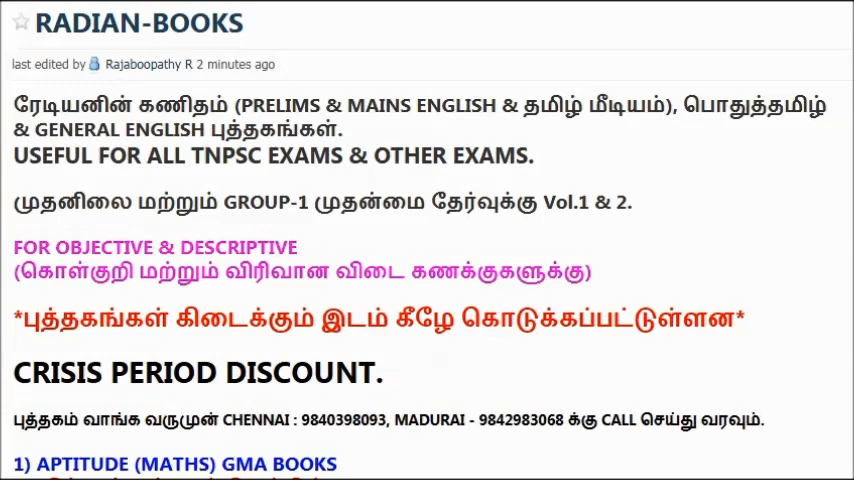 RADIAN-BOOKS
last edited by Rajaboopathy R 2 minutes ago
ரேடியனின் கணிதம் (PRELIMS & MAINS ENGLISH & தமிழ் மீடியம்), பொதுத்தமிழ்
& GENERAL ENGLISH புத்தகங்கள்.
USEFUL FOR ALL TNPSC EXAMS & OTHER EXAMS.
முதனிலை மற்றும் GROUP-1 முதன்மை தேர்வுக்கு Vol.1 & 2.
FOR OBJECTIVE & DESCRIPTIVE
(கொள்குறி மற்றும் விரிவான விடை கணக்குகளுக்கு)
*புத்தகங்கள் கிடைக்கும் இடம் கீழே கொடுக்கப்பட்டுள்ளன*
CRISIS PERIOD DISCOUNT.
புத்தகம் வாங்க வருமுன் CHENNAI : 9840398093, MADURAI - 9842983068 க்கு CALL செய்து வரவும்.
1) APTITUDE (MATHS) GMA BOOKS